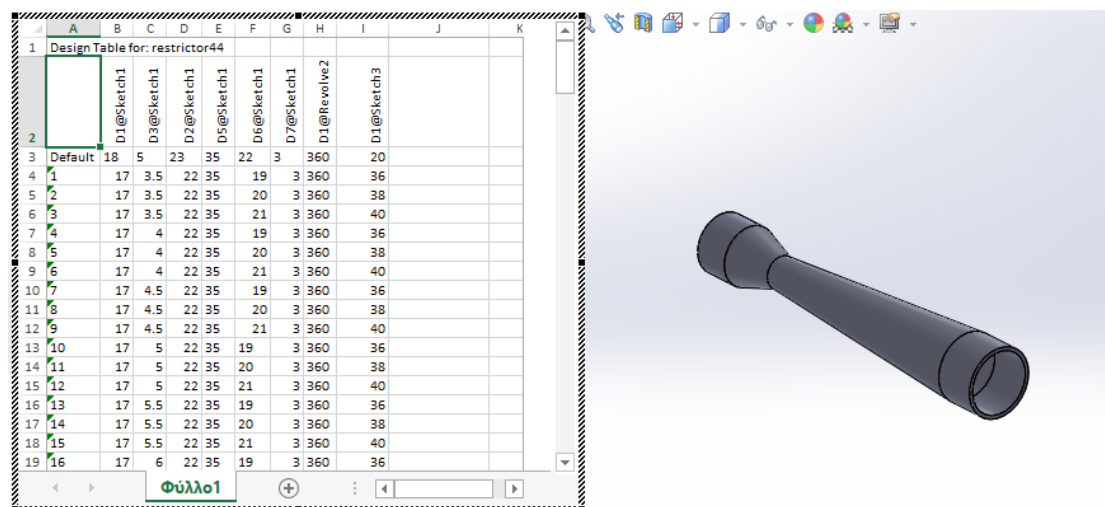 A B C D E F G H I J K
1 Design Table for: restrictor44
2 D1@Sketch1 D3@Sketch1 D2@Sketch1 D5@Sketch1 D6@Sketch1 D7@Sketch1 D1@Revolve2 D1@Sketch3
3 Default 18 5 23 35 22 3 360 20
4 1 17 3.5 22 35 19 3 360 36
5 2 17 3.5 22 35 20 3 360 38
6 3 17 3.5 22 35 21 3 360 40
7 4 17 4 22 35 19 3 360 36
8 5 17 4 22 35 20 3 360 38
9 6 17 4 22 35 21 3 360 40
10 7 17 4.5 22 35 19 3 360 36
11 8 17 4.5 22 35 20 3 360 38
12 9 17 4.5 22 35 21 3 360 40
13 10 17 5 22 35 19 3 360 36
14 11 17 5 22 35 20 3 360 38
15 12 17 5 22 35 21 3 360 40
16 13 17 5.5 22 35 19 3 360 36
17 14 17 5.5 22 35 20 3 360 38
18 15 17 5.5 22 35 21 3 360 40
19 16 17 6 22 35 19 3 360 36
Φύλλο1